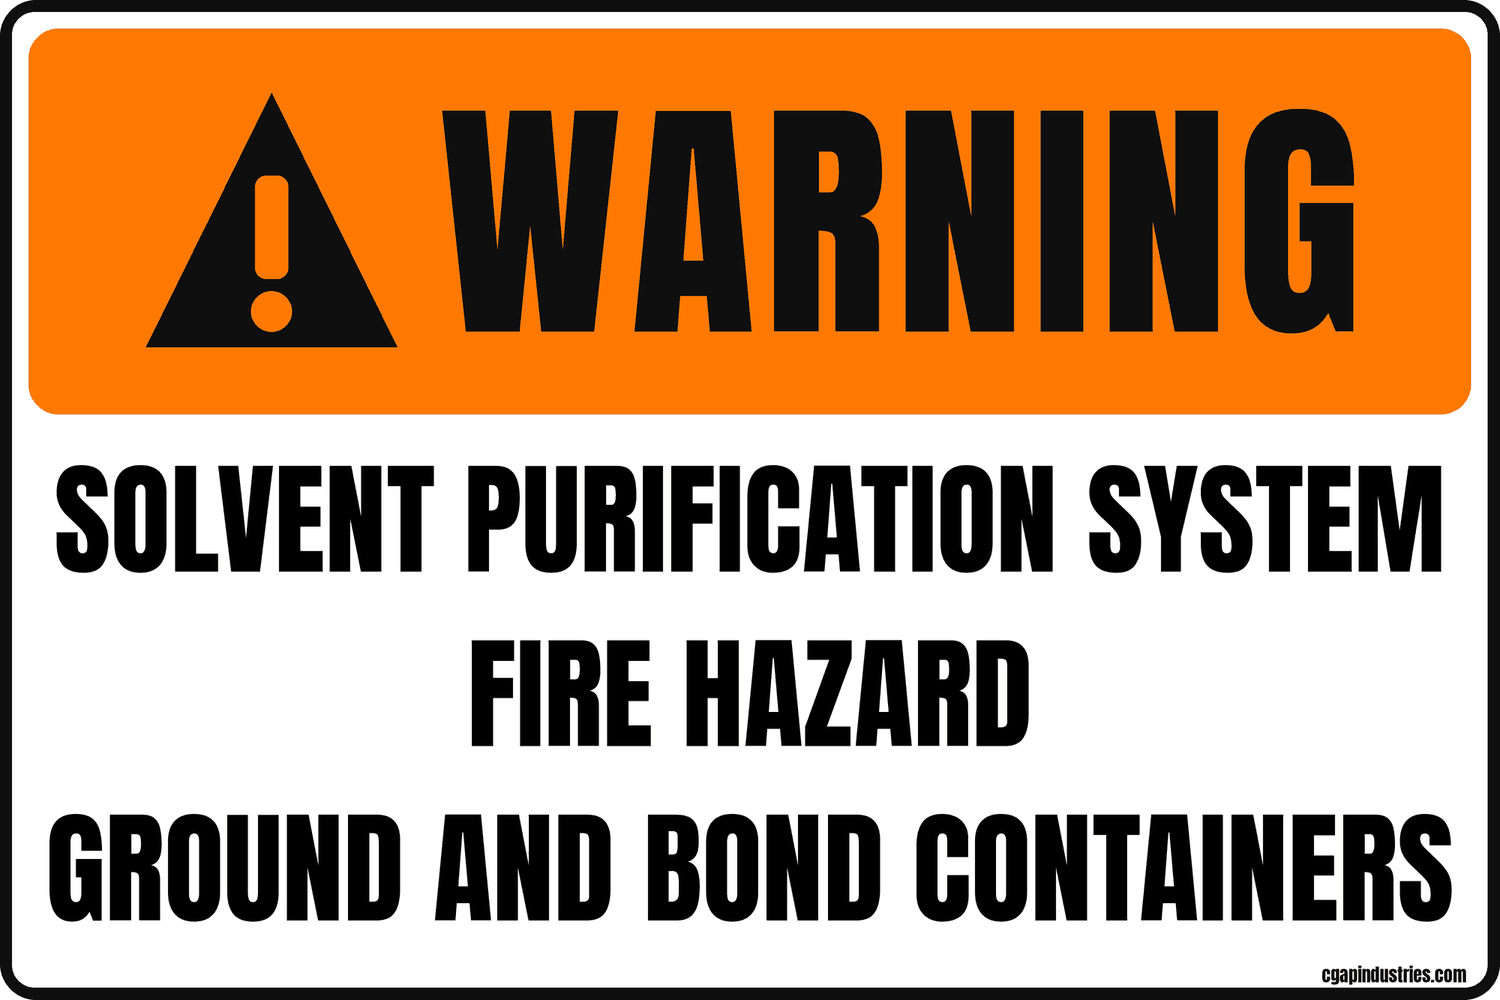 WARNING
SOLVENT PURIFICATION SYSTEM
FIRE HAZARD
GROUND AND BOND CONTAINERS
cgapindustries.com